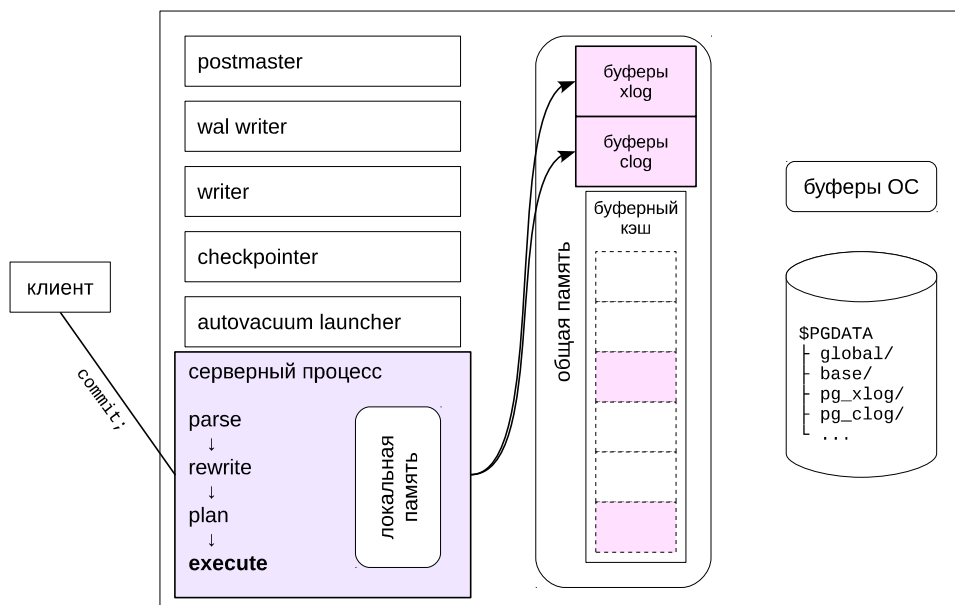 postmaster
wal writer
writer
checkpointer
autovacuum launcher
клиент
commit;
серверный процесс
parse
↓
rewrite
↓
plan
↓
execute
локальная
память
общая память
буферы
xlog
буферы
clog
буферный
кэш
буферы ОС
$PGDATA
├ global/
├ base/
├ pg_xlog/
├ pg_clog/
└ ...